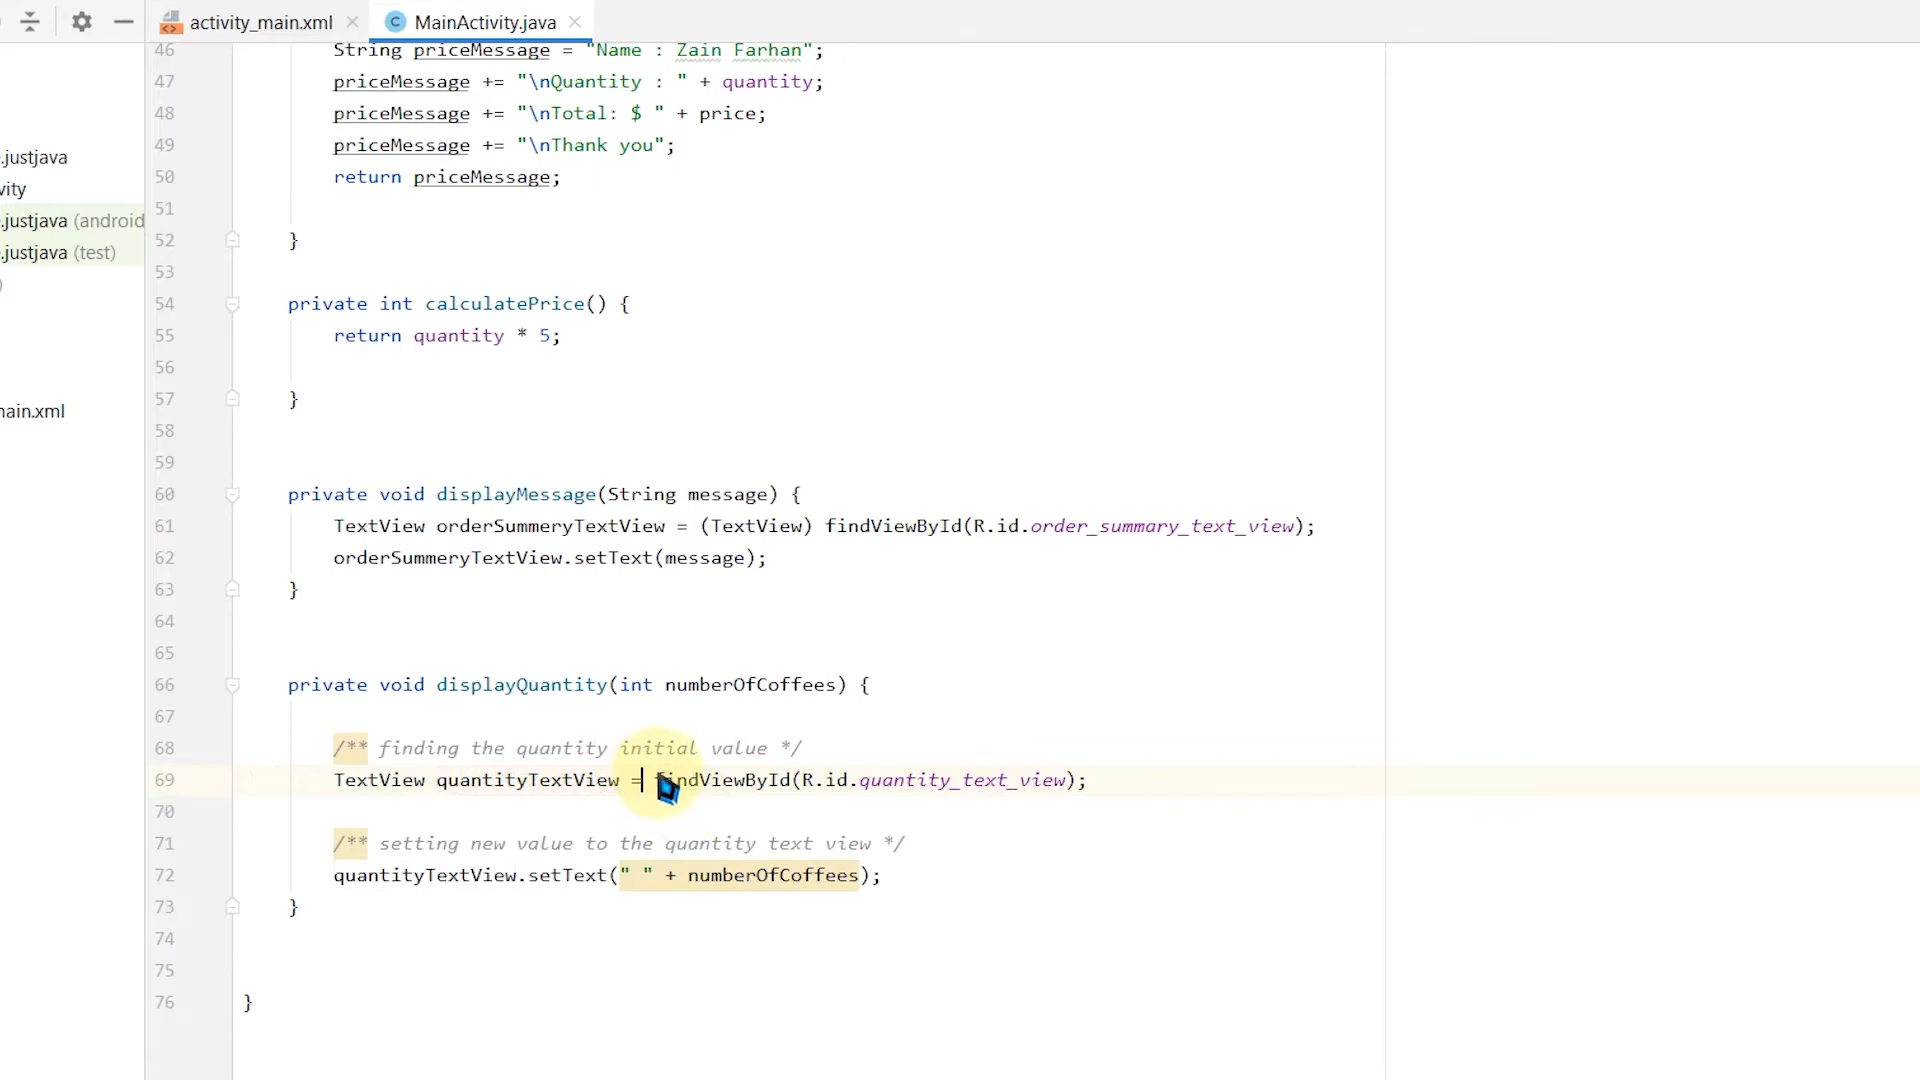 activity_main.xml MainActivity.java
46 String priceMessage = "Name : Zain Farhan";
47 priceMessage += "\nQuantity : " + quantity;
48 priceMessage += "\nTotal: $ " + price;
49 priceMessage += "\nThank you";
50 return priceMessage;
51
52 }
53
54 private int calculatePrice() {
55 return quantity * 5;
56
57 }
58
59
60 private void displayMessage(String message) {
61 TextView orderSummeryTextView = (TextView) findViewById(R.id.order_summary_text_view);
62 orderSummeryTextView.setText(message);
63 }
64
65
66 private void displayQuantity(int numberOfCoffees) {
67
68 /** finding the quantity initial value */
69 TextView quantityTextView = findViewById(R.id.quantity_text_view);
70
71 /** setting new value to the quantity text view */
72 quantityTextView.setText(" " + numberOfCoffees);
73 }
74
75
76 }
.justjava
vity
.justjava (android
.justjava (test)
)
nain.xml